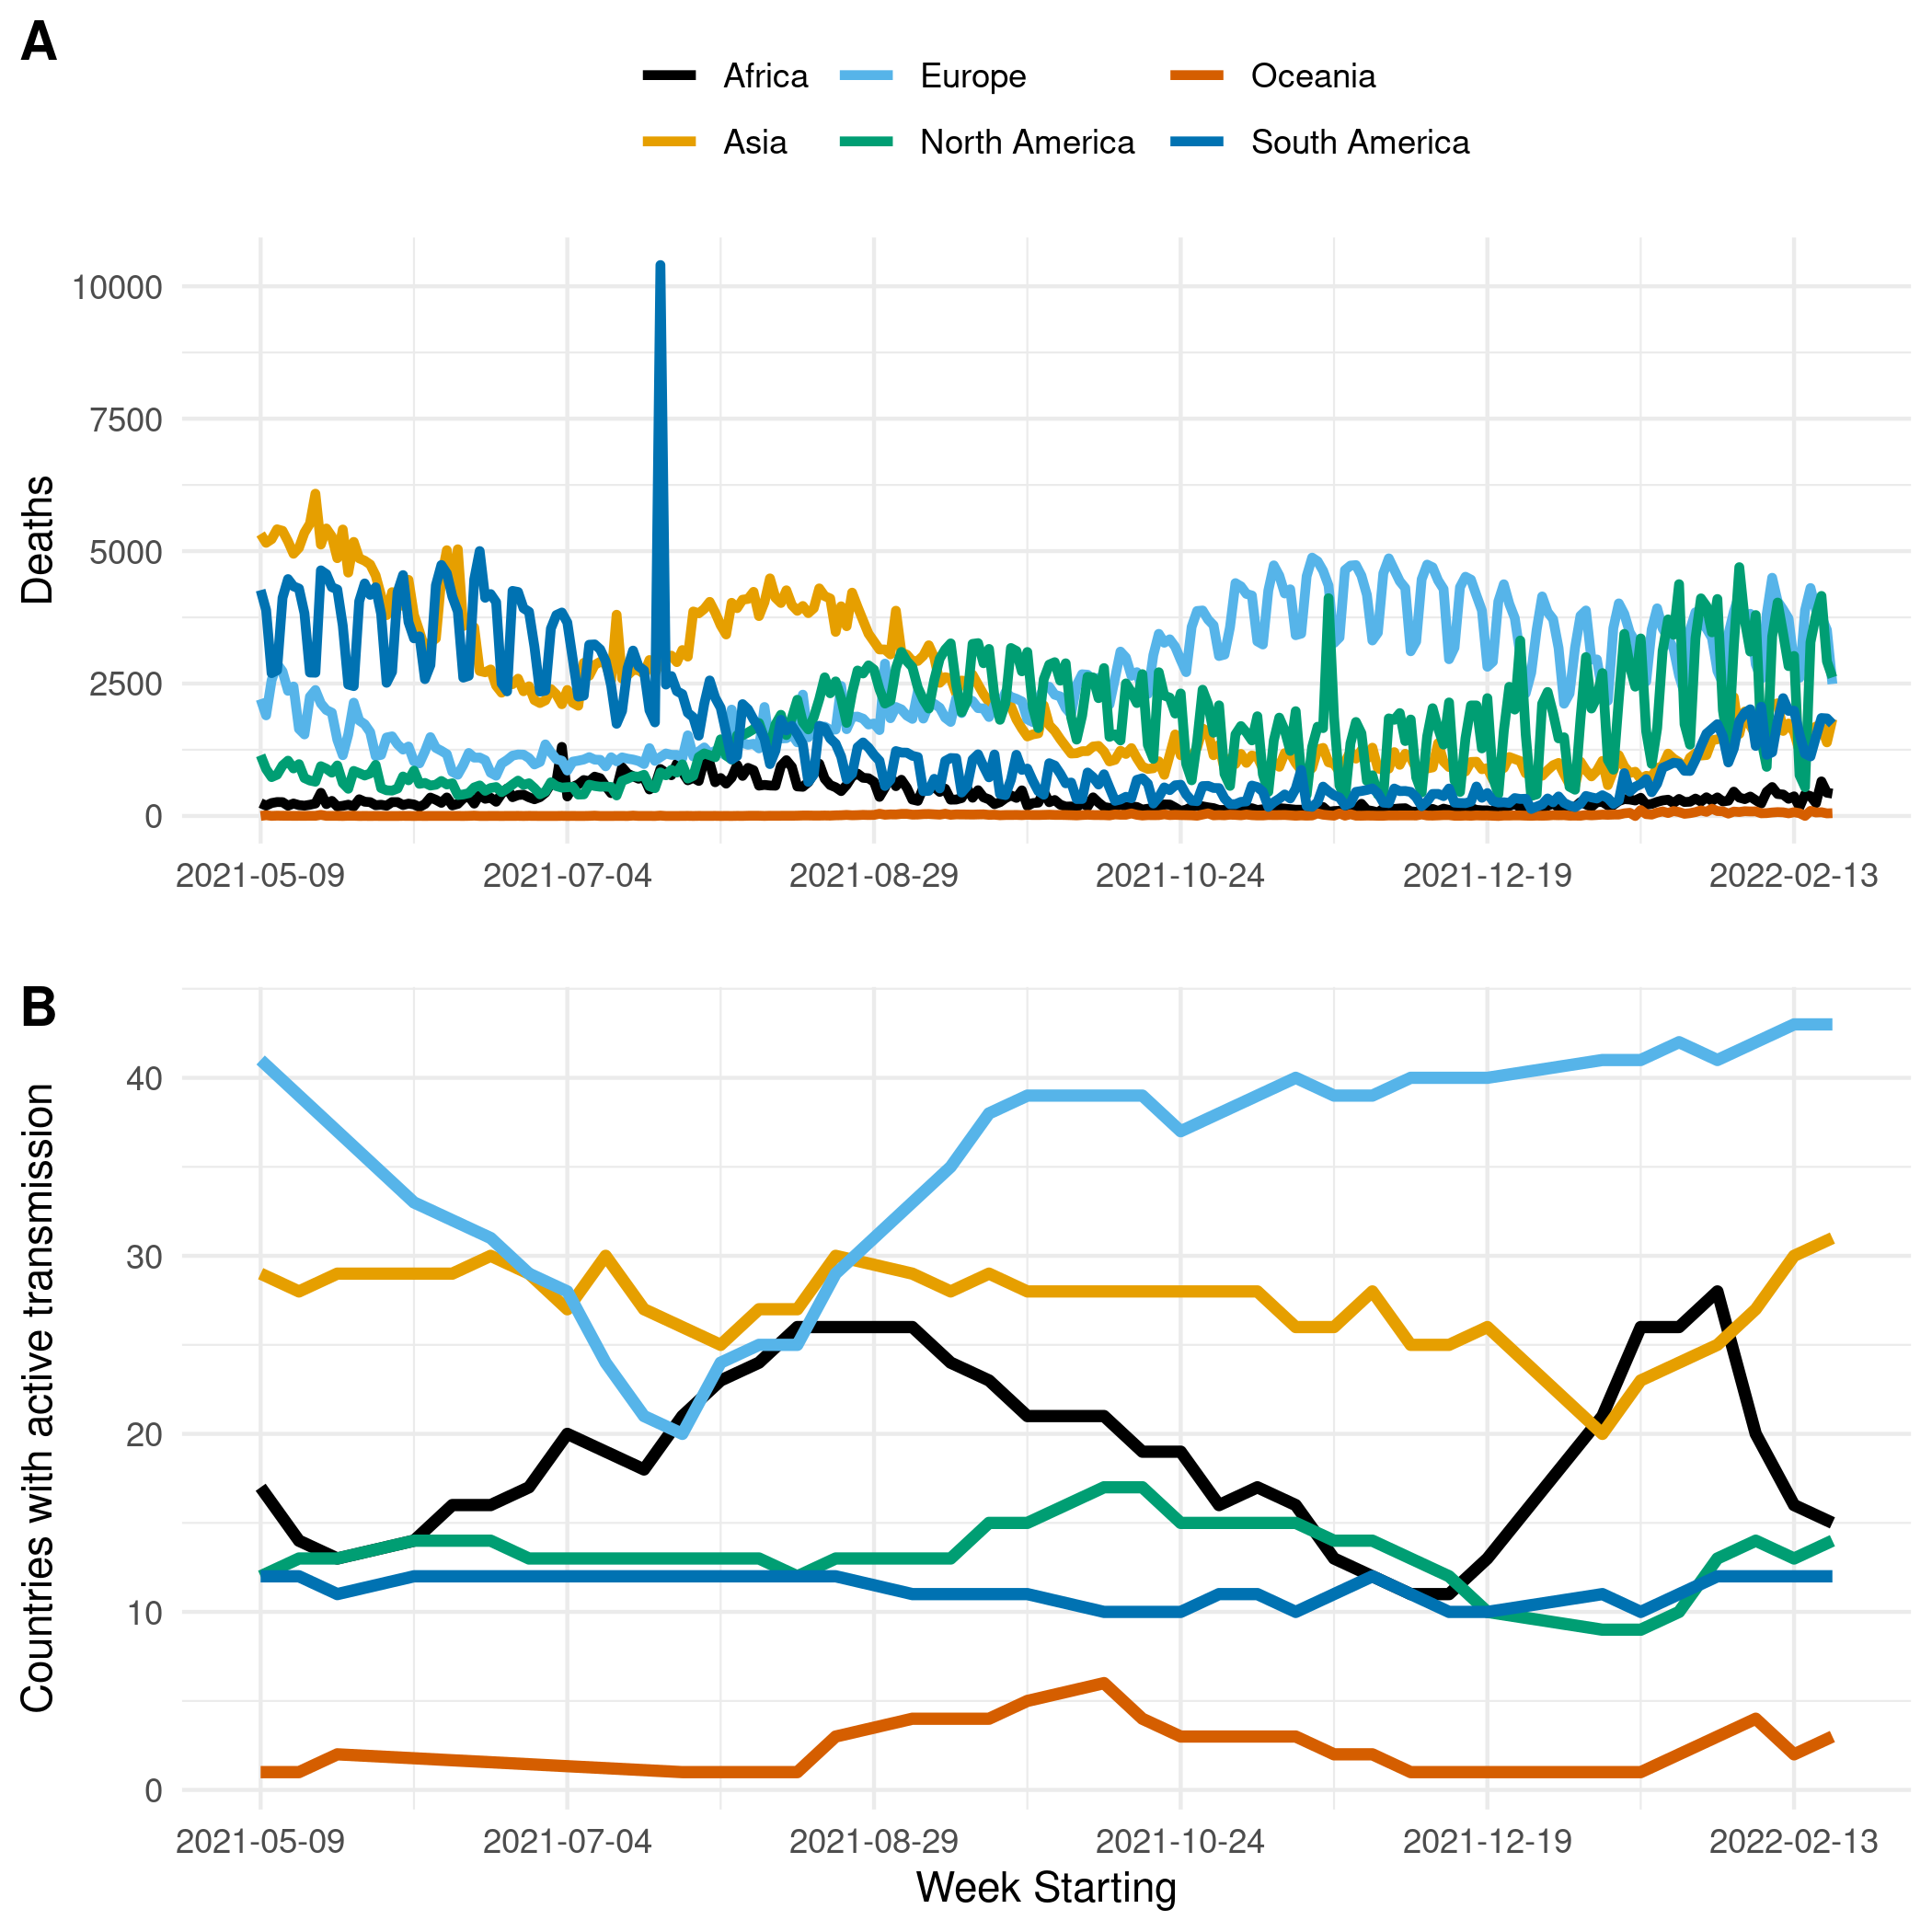 A
Africa Europe Oceania
Asia North America South America
Deaths
10000
7500
5000
2500
0
2021-05-09 2021-07-04 2021-08-29 2021-10-24 2021-12-19 2022-02-13
B
Countries with active transmission
40
30
20
10
0
2021-05-09 2021-07-04 2021-08-29 2021-10-24 2021-12-19 2022-02-13
Week Starting